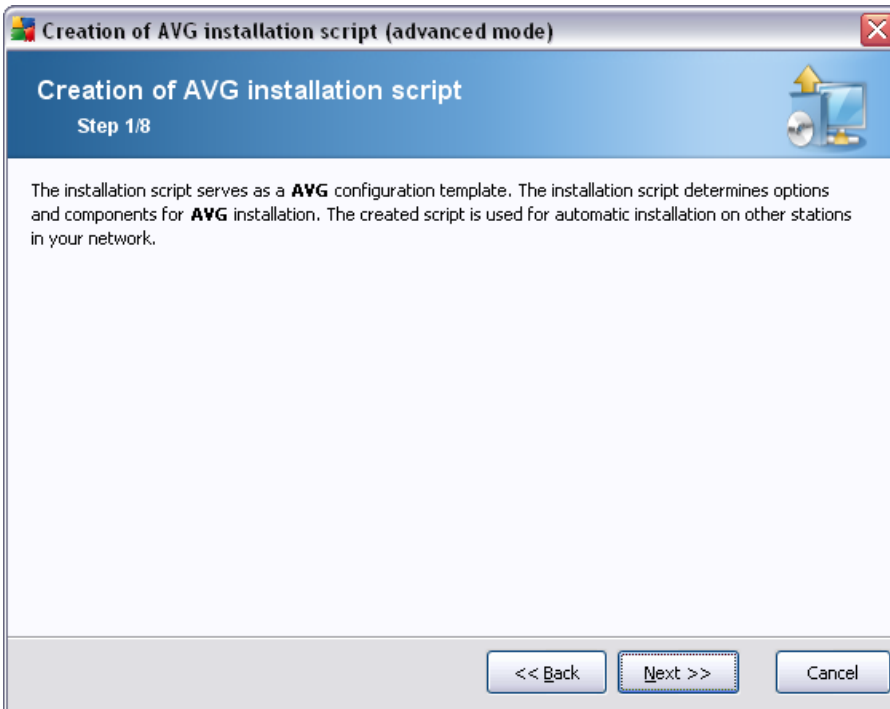 Creation of AVG installation script (advanced mode)
Creation of AVG installation script
Step 1/8
The installation script serves as a AVG configuration template. The installation script determines options
and components for AVG installation. The created script is used for automatic installation on other stations
in your network.
<< Back
Next >>
Cancel